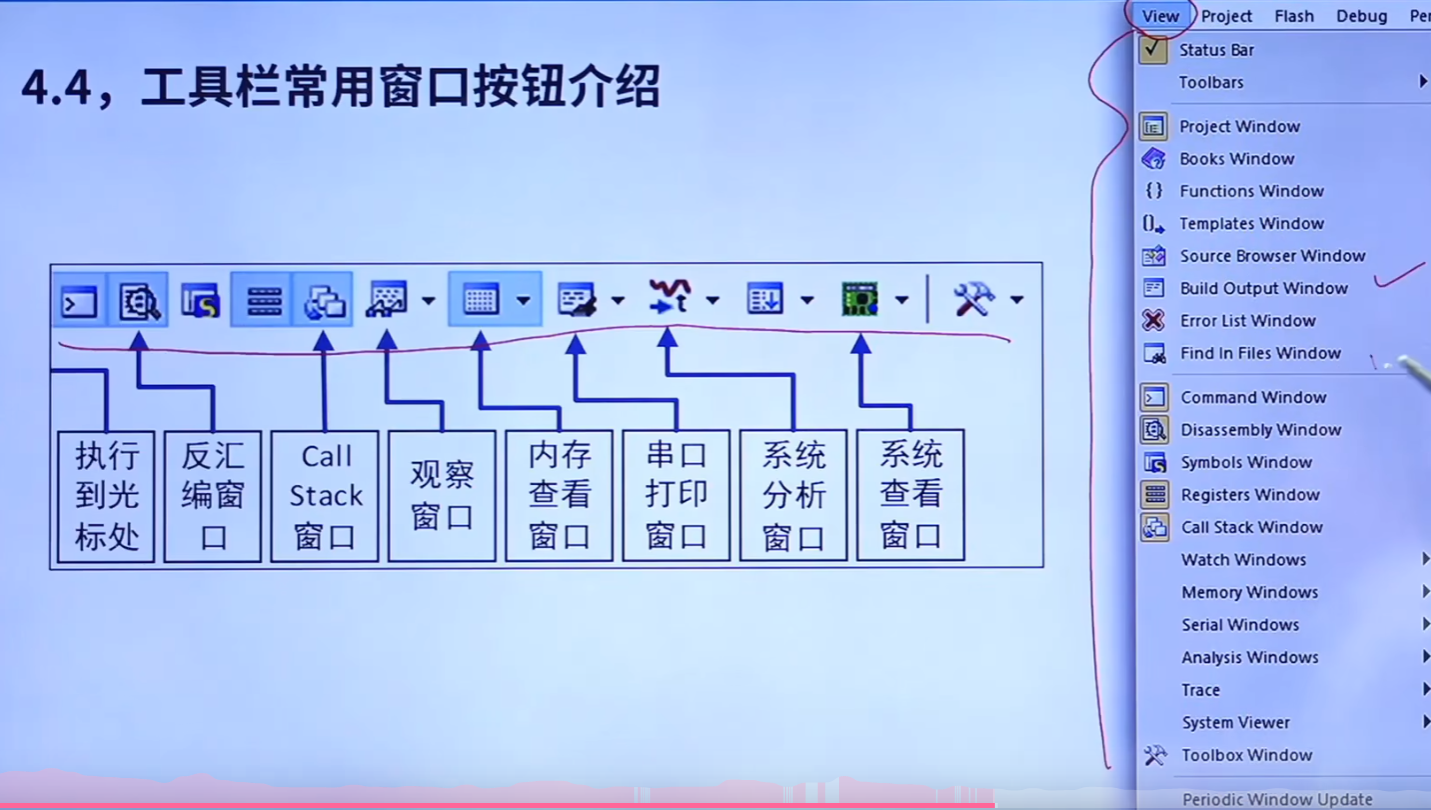 4.4，工具栏常用窗口按钮介绍
执行
到光
标处
反汇
编窗
口
Call
Stack
窗口
观察
窗口
内存
查看
窗口
串口
打印
窗口
系统
分析
窗口
系统
查看
窗口
View Project Flash Debug Per
Status Bar
Toolbars
Project Window
Books Window
Functions Window
Templates Window
Source Browser Window
Build Output Window
Error List Window
Find In Files Window
Command Window
Disassembly Window
Symbols Window
Registers Window
Call Stack Window
Watch Windows
Memory Windows
Serial Windows
Analysis Windows
Trace
System Viewer
Toolbox Window
Periodic Window Update